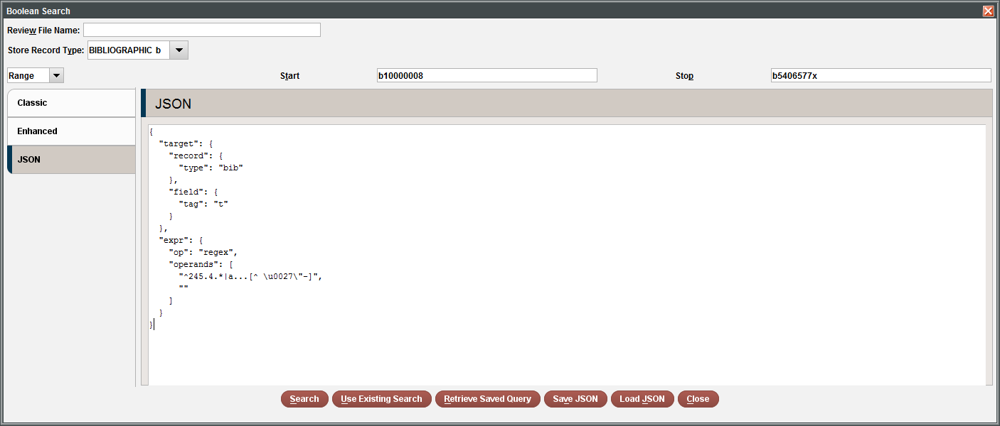 Boolean Search
Review File Name:
Store Record Type: BIBLIOGRAPHIC b
Range Start b10000008 Stop b5406577x
Classic
Enhanced
JSON
JSON
{
  "target": {
    "record": {
      "type": "bib"
    },
    "field": {
      "tag": "t"
    }
  },
  "expr": {
    "op": "regex",
    "operands": [
      "^245.4.*|a...[^ \u0027\"-]",
      ""
    ]
  }
}
Search Use Existing Search Retrieve Saved Query Save JSON Load JSON Close